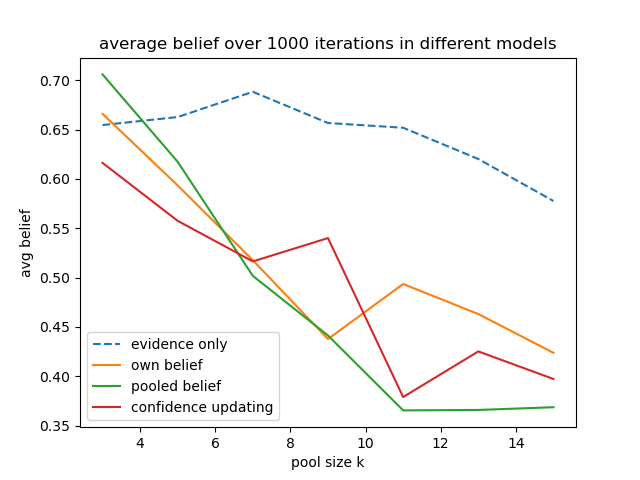 average belief over 1000 iterations in different models
avg belief
0.70
0.65
0.60
0.55
0.50
0.45
0.40
0.35
evidence only
own belief
pooled belief
confidence updating
4 6 8 10 12 14
pool size k